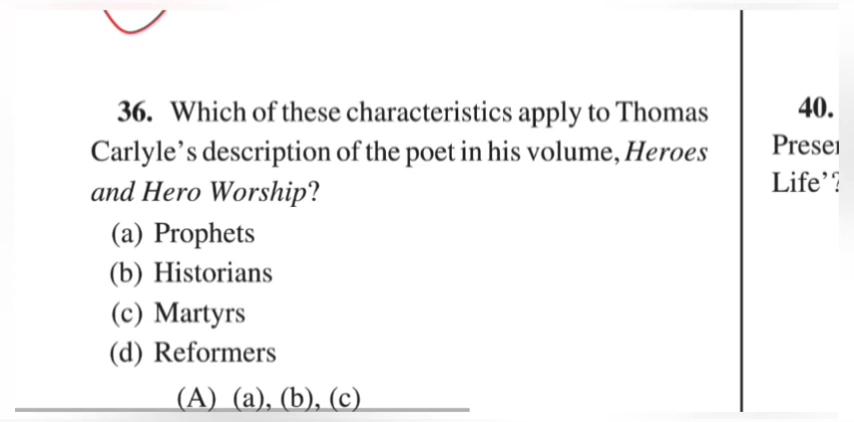 36. Which of these characteristics apply to Thomas
Carlyle's description of the poet in his volume, Heroes
and Hero Worship?
(a) Prophets
(b) Historians
(c) Martyrs
(d) Reformers
(A) (a), (b), (c)
40.
Life'?